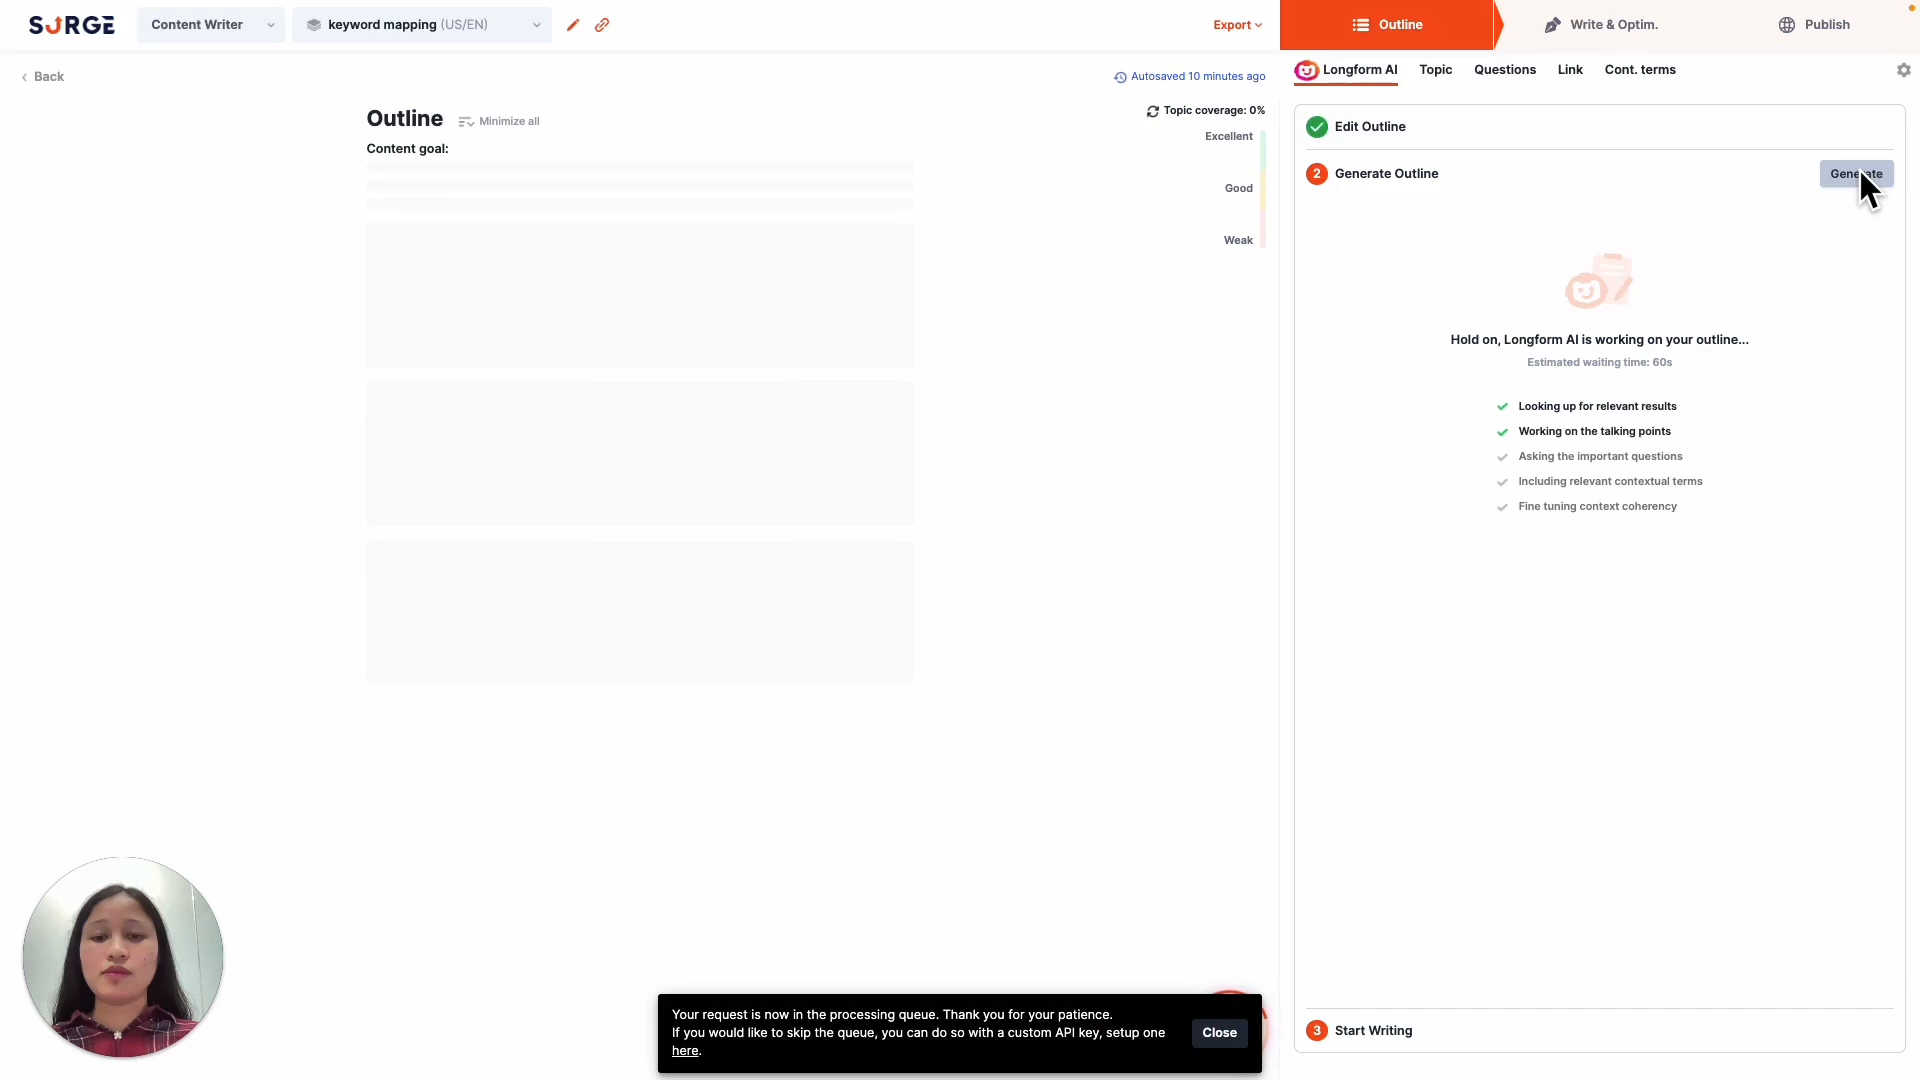 SURGE
Content Writer
keyword mapping (US/EN)
Export
Outline
Write & Optim.
Publish
Back
Autosaved 10 minutes ago
Longform AI
Topic
Questions
Link
Cont. terms
Outline
Minimize all
Topic coverage: 0%
Content goal:
Excellent
Good
Weak
Edit Outline
2
Generate Outline
Generate
Hold on, Longform AI is working on your outline...
Estimated waiting time: 60s
Looking up for relevant results
Working on the talking points
Asking the important questions
Including relevant contextual terms
Fine tuning context coherency
Your request is now in the processing queue. Thank you for your patience.
If you would like to skip the queue, you can do so with a custom API key, setup one
here.
Close
3
Start Writing